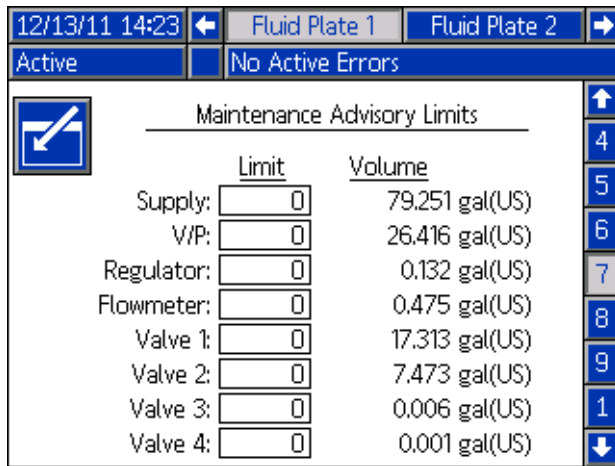 12/13/11 14:23 Fluid Plate 1 Fluid Plate 2
Active No Active Errors
Maintenance Advisory Limits
Limit Volume
Supply: 0 79.251 gal(US)
V/P: 0 26.416 gal(US)
Regulator: 0 0.132 gal(US)
Flowmeter: 0 0.475 gal(US)
Valve 1: 0 17.313 gal(US)
Valve 2: 0 7.473 gal(US)
Valve 3: 0 0.006 gal(US)
Valve 4: 0 0.001 gal(US)
4
5
6
7
8
9
1